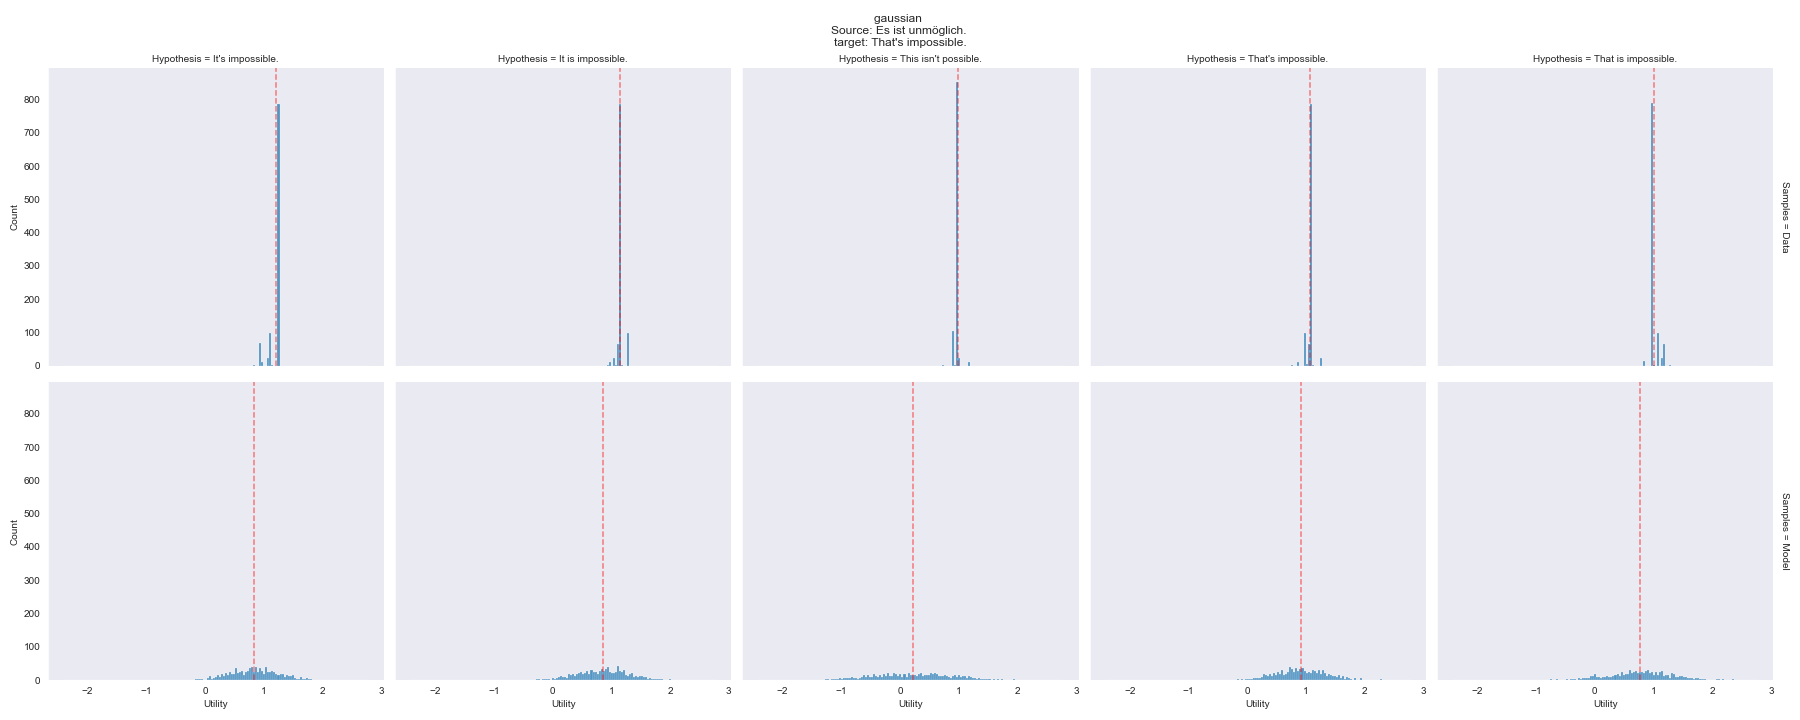 gaussian
Source: Es ist unmöglich.
target: That's impossible.
Hypothesis = It's impossible.
Hypothesis = It is impossible.
Hypothesis = This isn't possible.
Hypothesis = That's impossible.
Hypothesis = That is impossible.
800
700
600
500
400
300
200
100
0
Count
Samples = Data
800
700
600
500
400
300
200
100
0
Count
Samples = Model
−2 −1 0 1 2 3
−2 −1 0 1 2 3
−2 −1 0 1 2 3
−2 −1 0 1 2 3
−2 −1 0 1 2 3
Utility
Utility
Utility
Utility
Utility